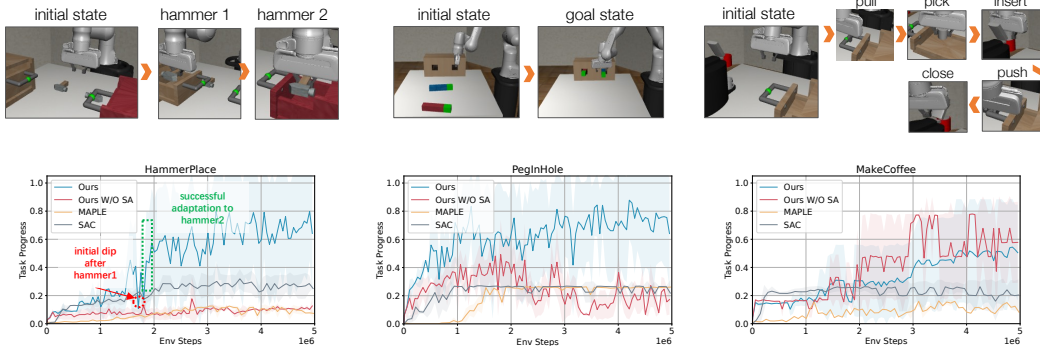 initial state
hammer 1
hammer 2
initial state
goal state
initial state
pull
pick
insert
close
push
HammerPlace
Task Progress
1.0
0.8
0.6
0.4
0.2
0.0
Ours
Ours W/O SA
MAPLE
SAC
successful
adaptation to
hammer2
initial dip
after
hammer1
0
1
2
3
4
5
Env Steps
1e6
PegInHole
Task Progress
1.0
0.8
0.6
0.4
0.2
0.0
Ours
Ours W/O SA
MAPLE
SAC
0
1
2
3
4
5
Env Steps
1e6
MakeCoffee
Task Progress
1.0
0.8
0.6
0.4
0.2
0.0
Ours
Ours W/O SA
MAPLE
SAC
0
1
2
3
4
5
Env Steps
1e6